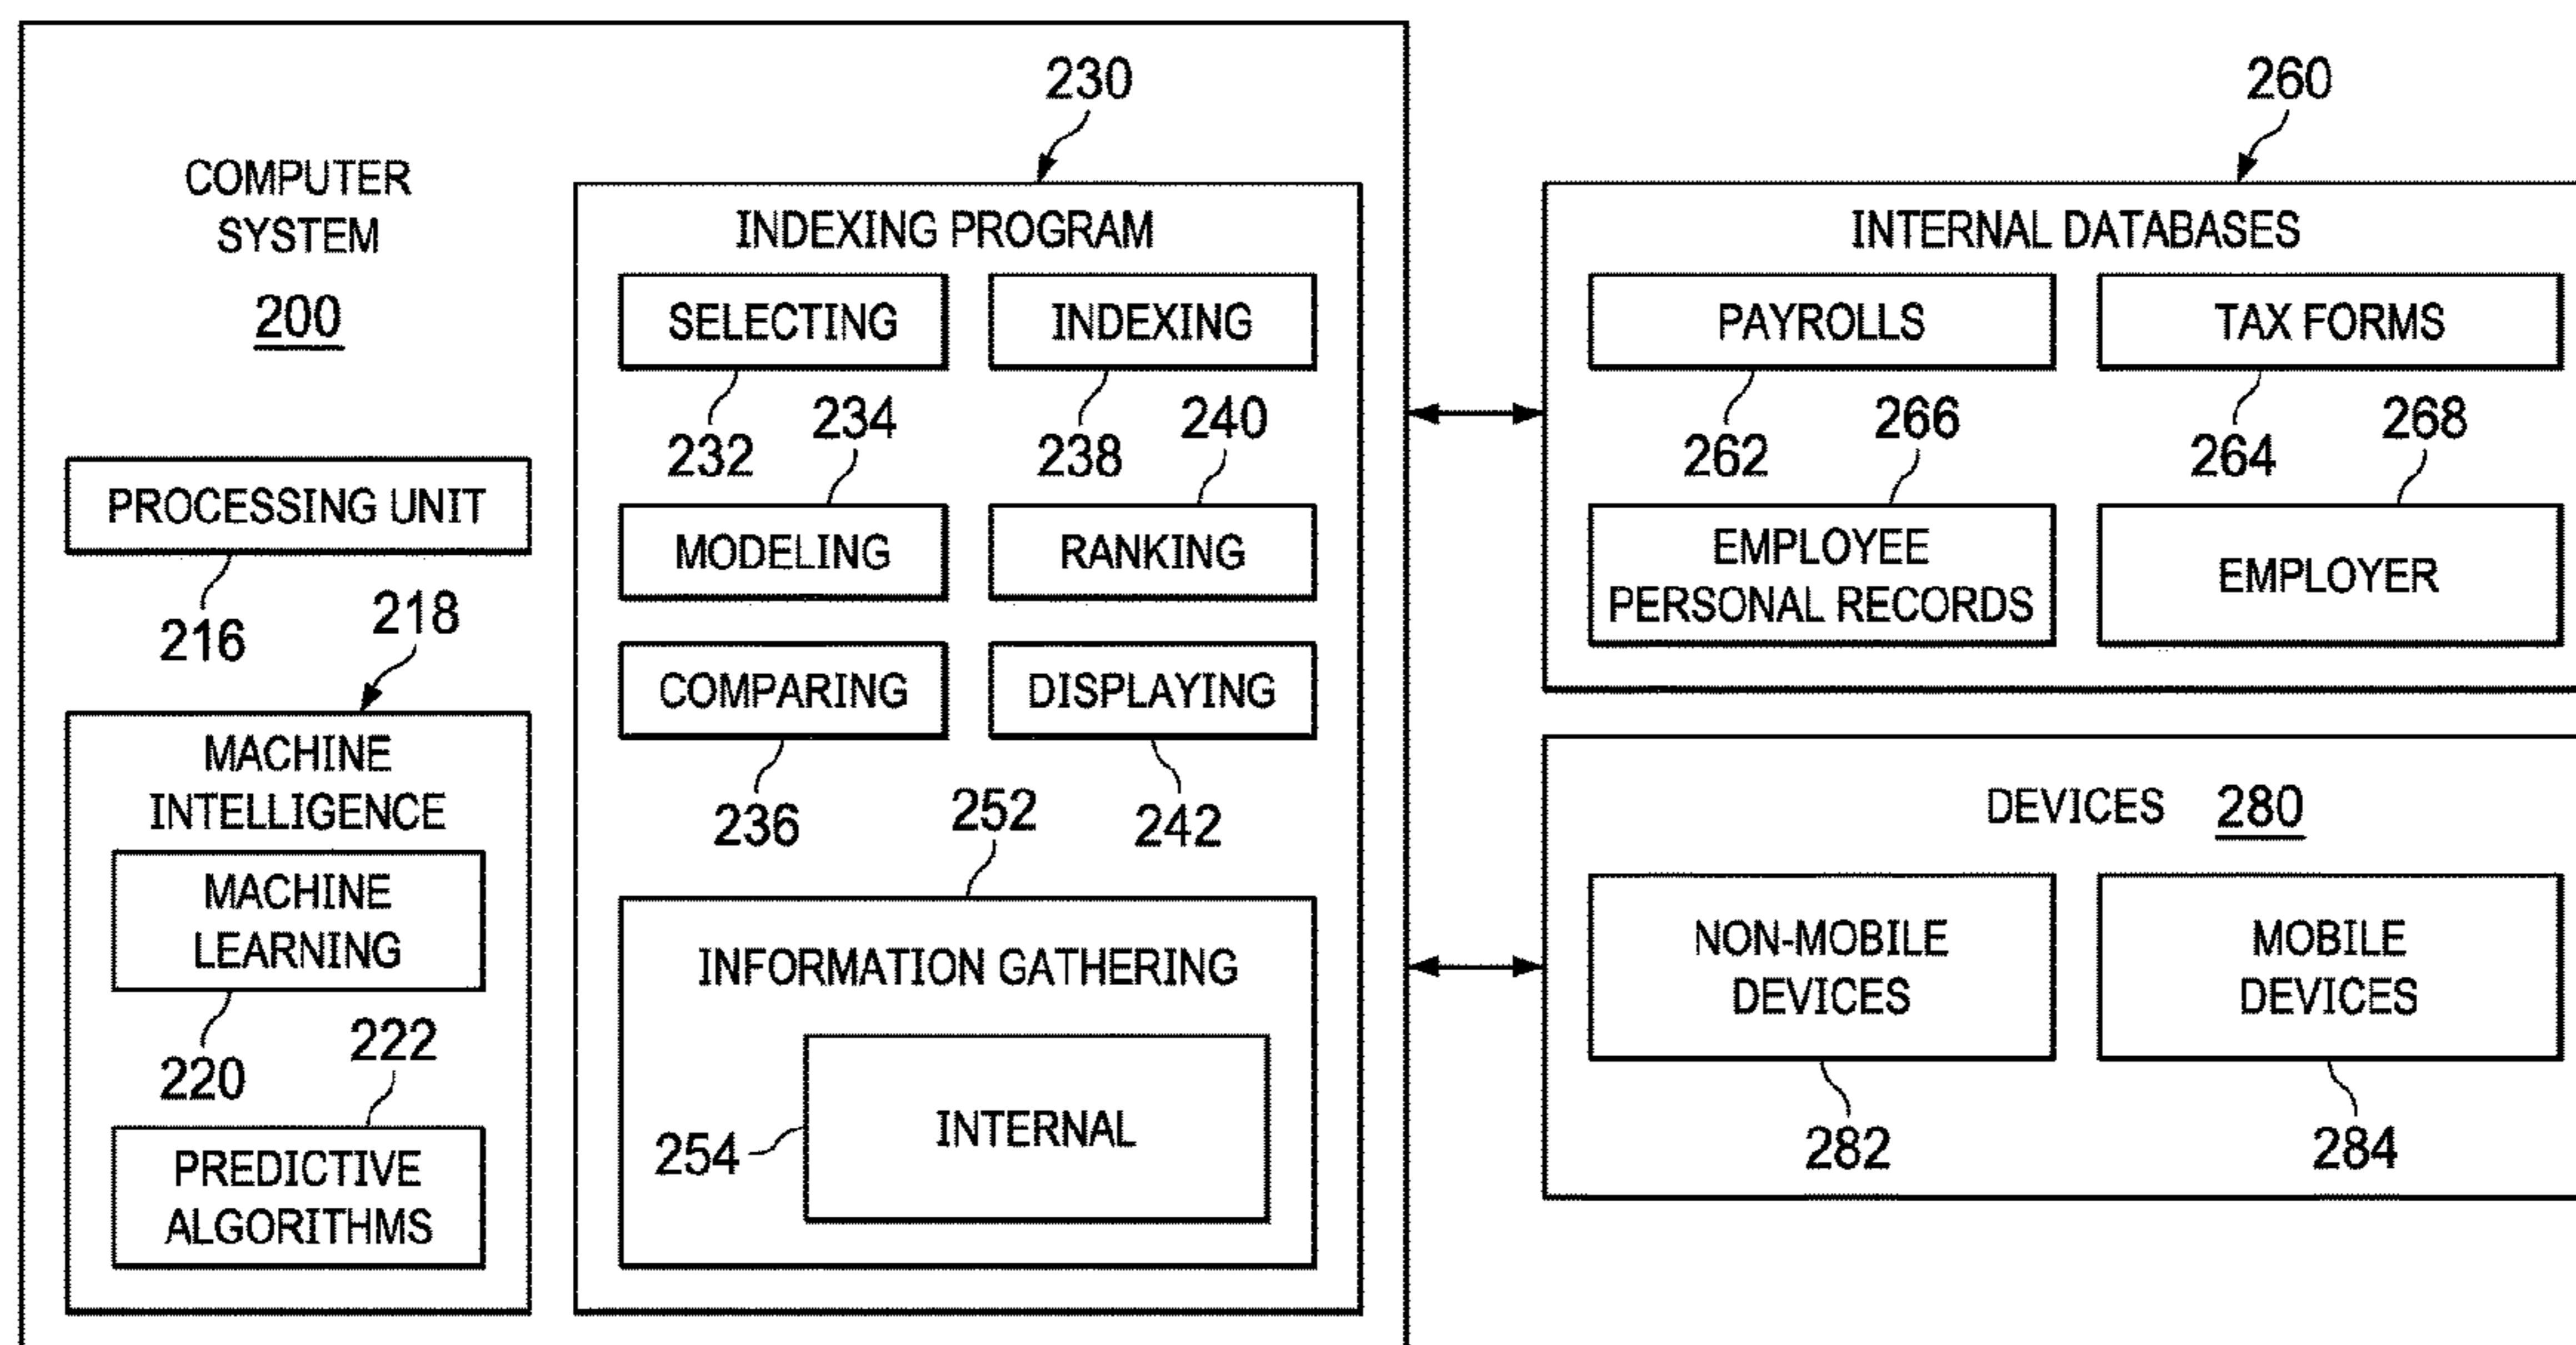 COMPUTER
SYSTEM
200
PROCESSING UNIT
216
218
MACHINE
INTELLIGENCE
MACHINE
LEARNING
220
222
PREDICTIVE
ALGORITHMS
230
INDEXING PROGRAM
SELECTING
INDEXING
232
234
238
240
MODELING
RANKING
COMPARING
DISPLAYING
236
252
242
INFORMATION GATHERING
254
INTERNAL
260
INTERNAL DATABASES
PAYROLLS
TAX FORMS
262
266
264
268
EMPLOYEE
PERSONAL RECORDS
EMPLOYER
DEVICES 280
NON-MOBILE
DEVICES
MOBILE
DEVICES
282
284